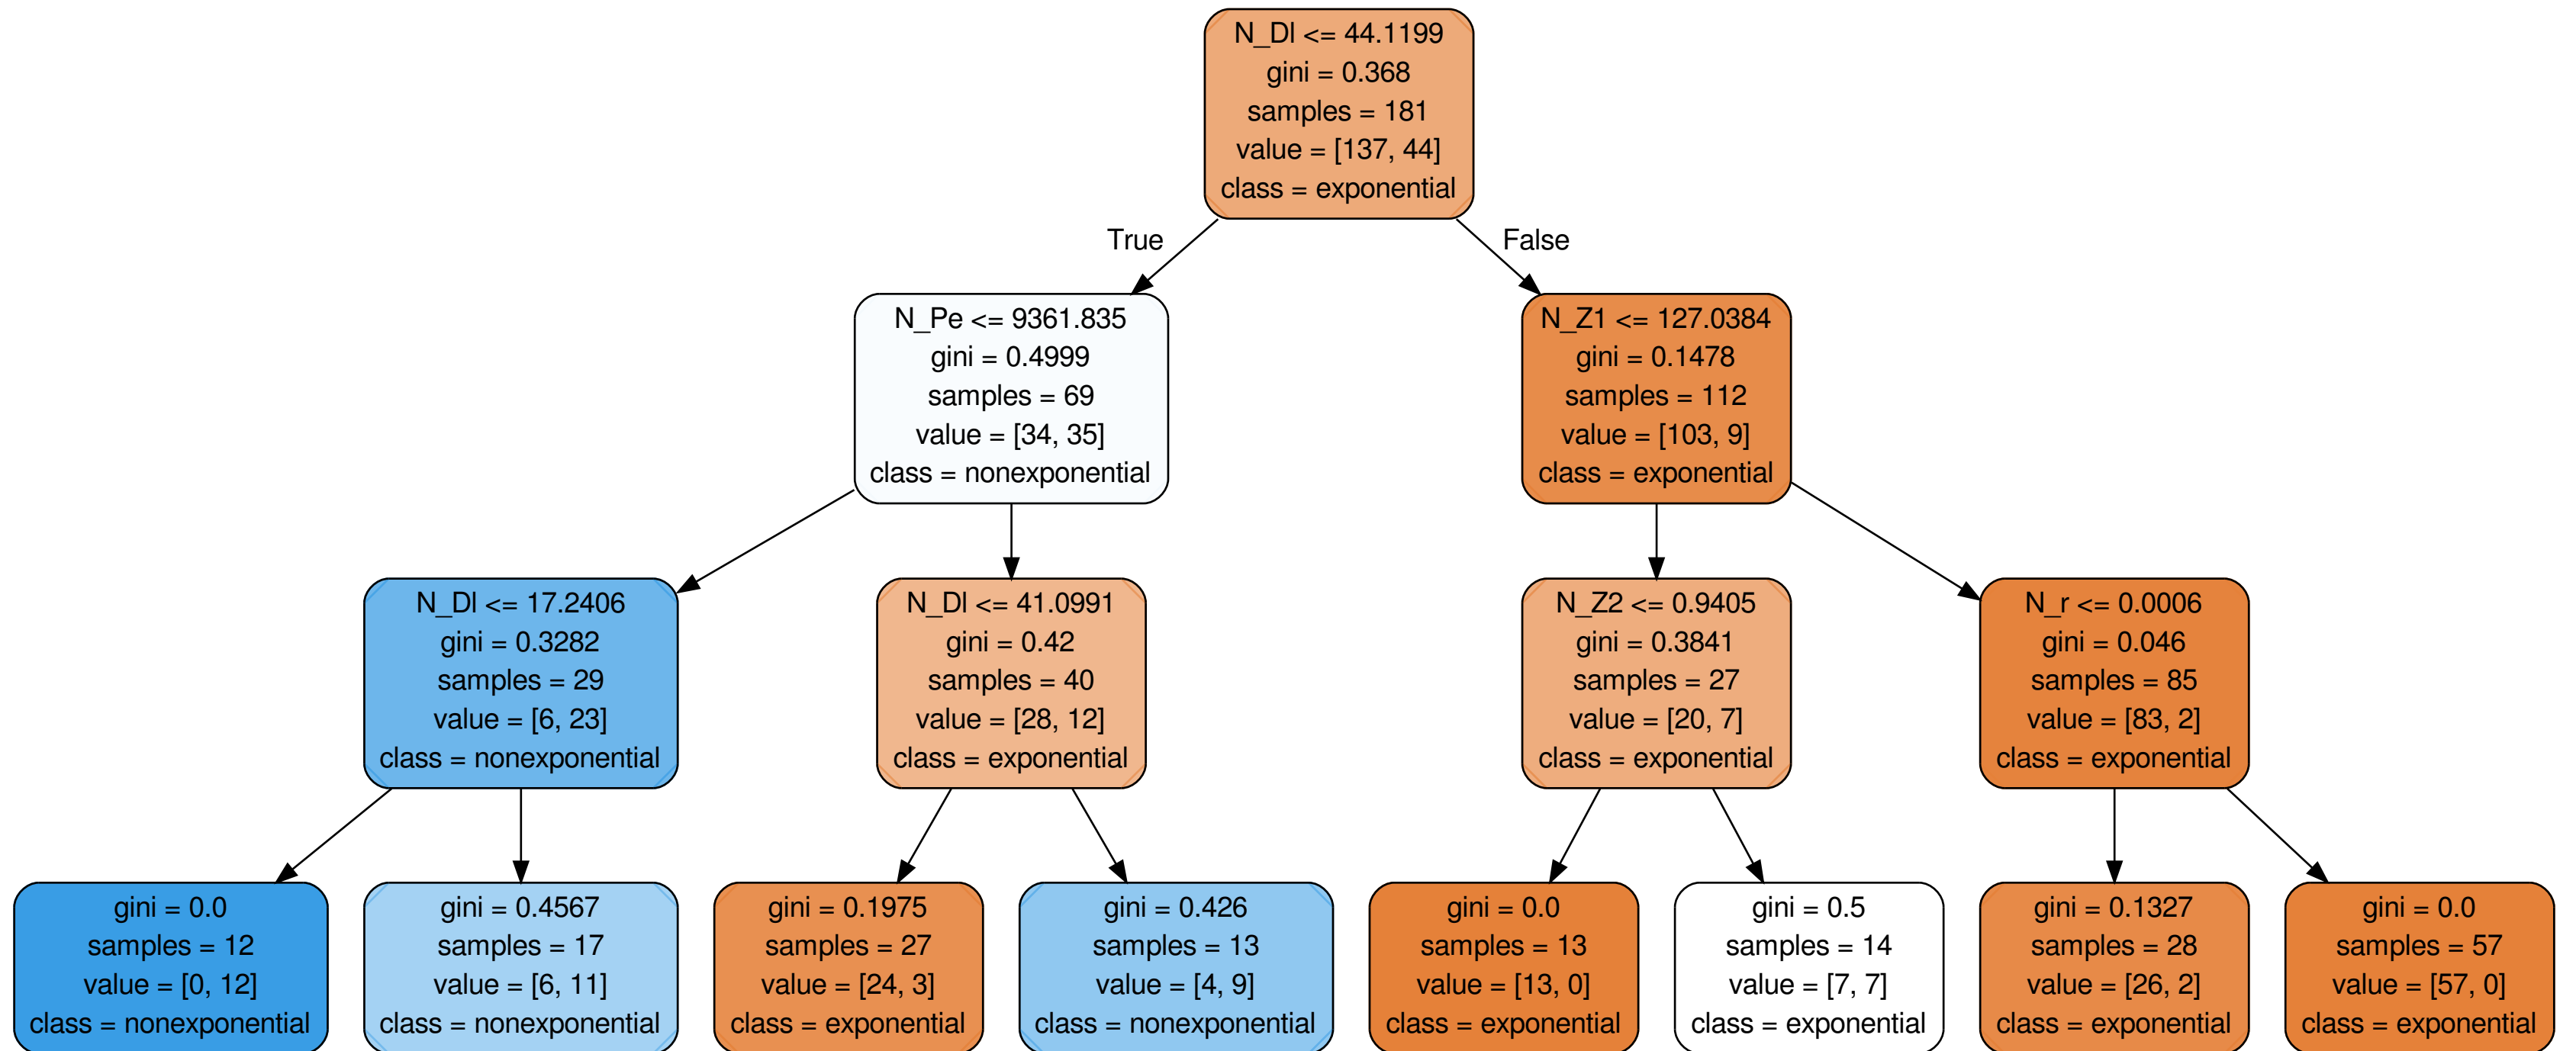 N_Dl <= 44.1199
gini = 0.368
samples = 181
value = [137, 44]
class = exponential
True
False
N_Pe <= 9361.835
gini = 0.4999
samples = 69
value = [34, 35]
class = nonexponential
N_Z1 <= 127.0384
gini = 0.1478
samples = 112
value = [103, 9]
class = exponential
N_Dl <= 17.2406
gini = 0.3282
samples = 29
value = [6, 23]
class = nonexponential
N_Dl <= 41.0991
gini = 0.42
samples = 40
value = [28, 12]
class = exponential
N_Z2 <= 0.9405
gini = 0.3841
samples = 27
value = [20, 7]
class = exponential
N_r <= 0.0006
gini = 0.046
samples = 85
value = [83, 2]
class = exponential
gini = 0.0
samples = 12
value = [0, 12]
class = nonexponential
gini = 0.4567
samples = 17
value = [6, 11]
class = nonexponential
gini = 0.1975
samples = 27
value = [24, 3]
class = exponential
gini = 0.426
samples = 13
value = [4, 9]
class = nonexponential
gini = 0.0
samples = 13
value = [13, 0]
class = exponential
gini = 0.5
samples = 14
value = [7, 7]
class = exponential
gini = 0.1327
samples = 28
value = [26, 2]
class = exponential
gini = 0.0
samples = 57
value = [57, 0]
class = exponential